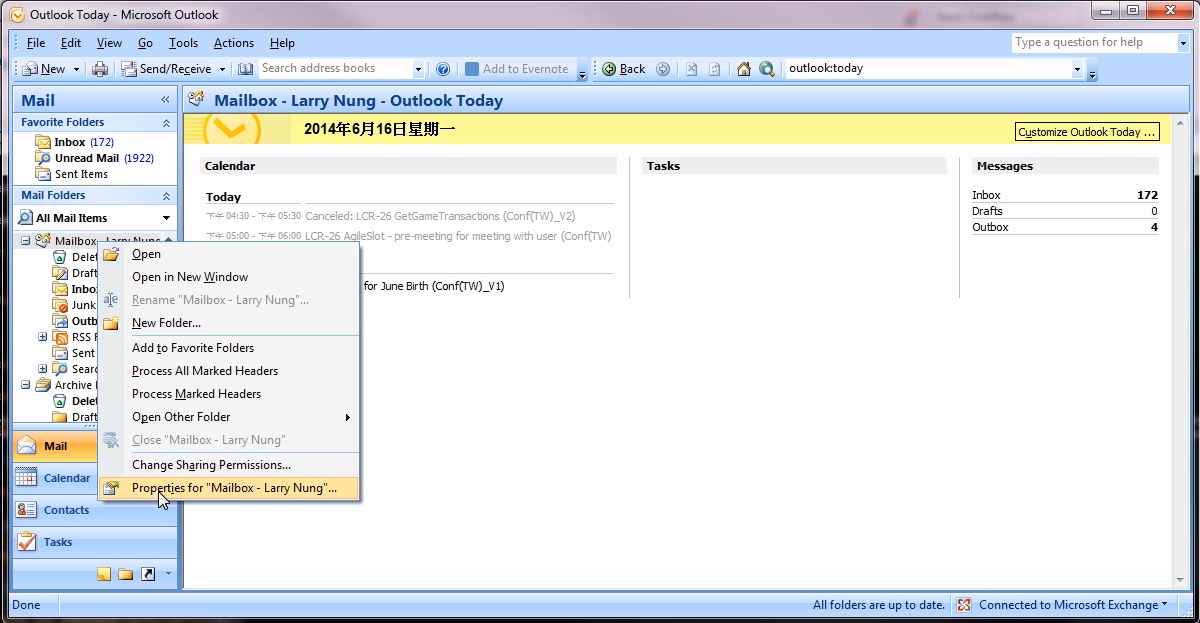 Outlook Today - Microsoft Outlook
File Edit View Go Tools Actions Help
Type a question for help
New Send/Receive Search address books Add to Evernote Back outlook:today
Mail
Mailbox - Larry Nung - Outlook Today
Favorite Folders
Inbox (172)
Unread Mail (1922)
Sent Items
Mail Folders
All Mail Items
Mailbox - Larry Nung
Delet
Draft
Inbo
Junk
Outb
RSS F
Sent
Searc
Archive
Delet
Draft
Mail
Calendar
Contacts
Tasks
Open
Open in New Window
Rename "Mailbox - Larry Nung"...
New Folder...
Add to Favorite Folders
Process All Marked Headers
Process Marked Headers
Open Other Folder
Close "Mailbox - Larry Nung"
Change Sharing Permissions...
Properties for "Mailbox - Larry Nung"...
2014年6月16日星期一
Customize Outlook Today ...
Calendar
Today
下午 04:30 - 下午 05:30 Canceled: LCR-26 GetGameTransactions (Conf(TW)_V2)
下午 05:00 - 下午 06:00 LCR-26 AgileSlot - pre-meeting for meeting with user (Conf(TW)
for June Birth (Conf(TW)_V1)
Tasks
Messages
Inbox 172
Drafts 0
Outbox 4
Done
All folders are up to date.
Connected to Microsoft Exchange